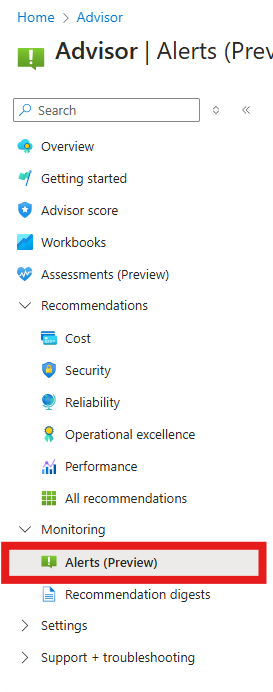 Home > Advisor
Advisor | Alerts (Prev
Search
Overview
Getting started
Advisor score
Workbooks
Assessments (Preview)
Recommendations
Cost
Security
Reliability
Operational excellence
Performance
All recommendations
Monitoring
Alerts (Preview)
Recommendation digests
Settings
Support + troubleshooting